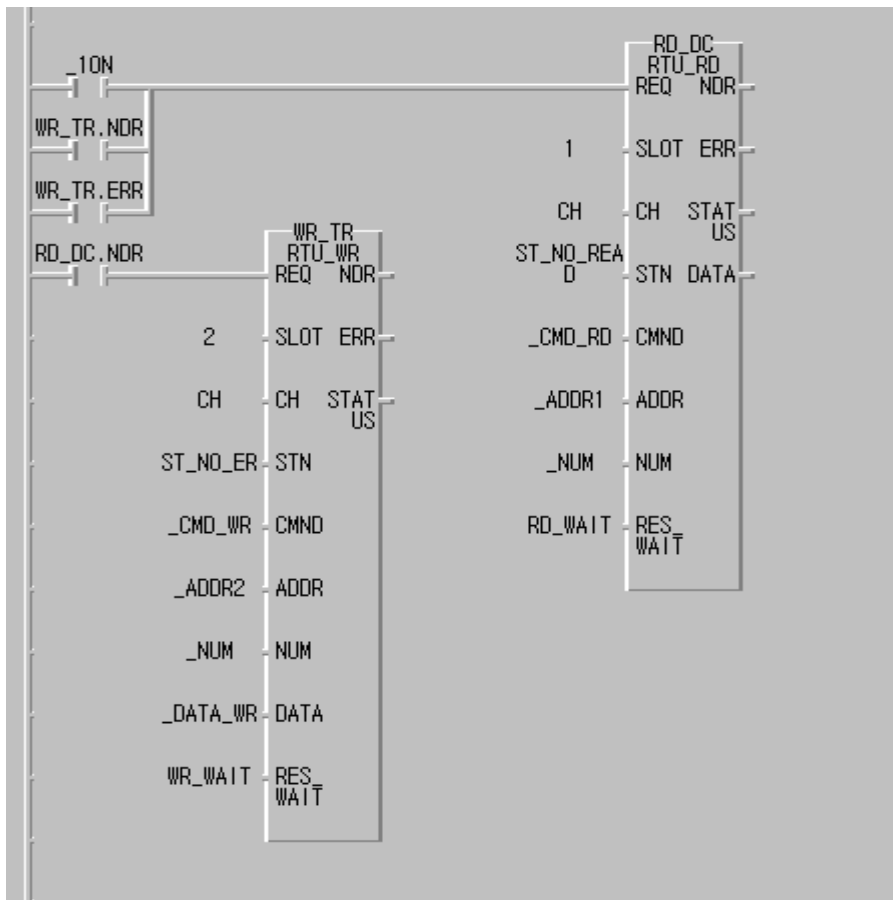 RD_DC
_1ON RTU_RD
REQ NDR
WR_TR.NDR
1 SLOT ERR
WR_TR.ERR
CH CH STAT
US
WR_TR
RD_DC.NDR RTU_WR ST_NO_REA
REQ NDR D STN DATA
2 SLOT ERR _CMD_RD CMND
CH CH STAT _ADDR1 ADDR
US
ST_NO_ER STN _NUM NUM
_CMD_WR CMND RD_WAIT RES_
WAIT
_ADDR2 ADDR
_NUM NUM
_DATA_WR DATA
WR_WAIT RES_
WAIT